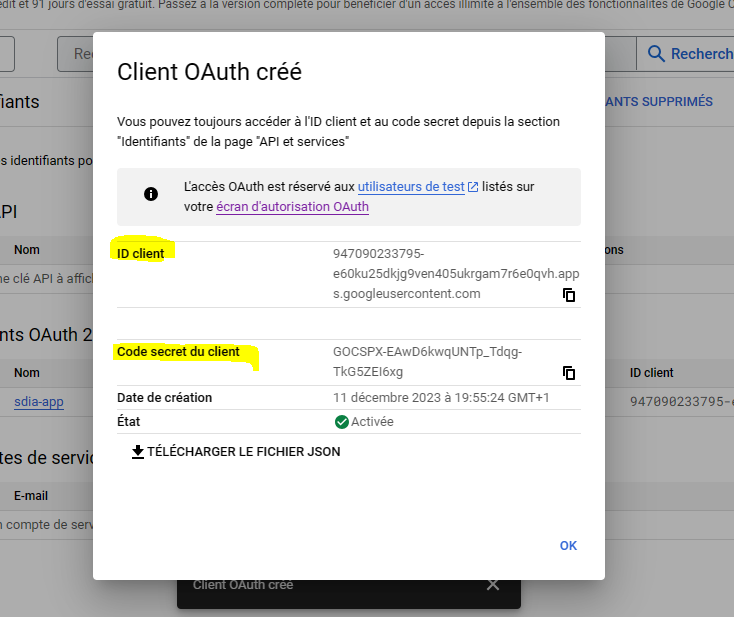 édit et 91 jours d'essai gratuit. Passez à la version complète pour bénéficier d'un accès illimité à l'ensemble des fonctionnalités de Google C
Re
Recherch
Client OAuth créé
ifiants
ANTS SUPPRIMÉS
Vous pouvez toujours accéder à l'ID client et au code secret depuis la section
"Identifiants" de la page "API et services"
s identifiants po
L'accès OAuth est réservé aux utilisateurs de test listés sur
votre écran d'autorisation OAuth
API
Nom
ons
ID client
947090233795-
e60ku25dkjg9ven405ukrgam7r6e0qvh.app
s.googleusercontent.com
ne clé API à affic
nts OAuth 2
Code secret du client
GOCSPX-EAwD6kwqUNTp_Tdqg-
TkG5ZEI6xg
Nom
ID client
sdia-app
Date de création
11 décembre 2023 à 19:55:24 GMT+1
947090233795-
État
Activée
TÉLÉCHARGER LE FICHIER JSON
tes de servic
E-mail
n compte de serv
OK
Client OAuth créé